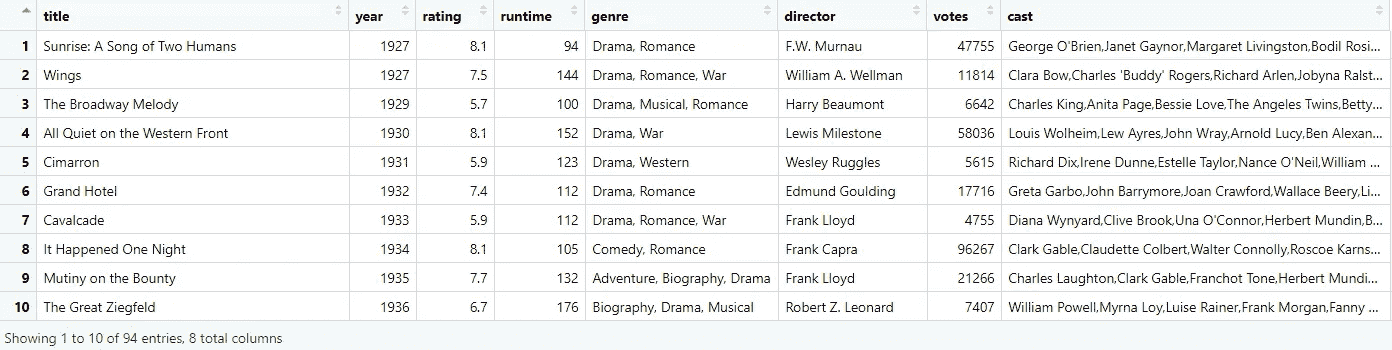 title year rating runtime genre director votes cast
1 Sunrise: A Song of Two Humans 1927 8.1 94 Drama, Romance F.W. Murnau 47755 George O'Brien,Janet Gaynor,Margaret Livingston,Bodil Rosi...
2 Wings 1927 7.5 144 Drama, Romance, War William A. Wellman 11814 Clara Bow,Charles 'Buddy' Rogers,Richard Arlen,Jobyna Ralst...
3 The Broadway Melody 1929 5.7 100 Drama, Musical, Romance Harry Beaumont 6642 Charles King,Anita Page,Bessie Love,The Angeles Twins,Betty...
4 All Quiet on the Western Front 1930 8.1 152 Drama, War Lewis Milestone 58036 Louis Wolheim,Lew Ayres,John Wray,Arnold Lucy,Ben Alexan...
5 Cimarron 1931 5.9 123 Drama, Western Wesley Ruggles 5615 Richard Dix,Irene Dunne,Estelle Taylor,Nance O'Neil,William ...
6 Grand Hotel 1932 7.4 112 Drama, Romance Edmund Goulding 17716 Greta Garbo,John Barrymore,Joan Crawford,Wallace Beery,Li...
7 Cavalcade 1933 5.9 112 Drama, Romance, War Frank Lloyd 4755 Diana Wynyard,Clive Brook,Una O'Connor,Herbert Mundin,B...
8 It Happened One Night 1934 8.1 105 Comedy, Romance Frank Capra 96267 Clark Gable,Claudette Colbert,Walter Connolly,Roscoe Karns...
9 Mutiny on the Bounty 1935 7.7 132 Adventure, Biography, Drama Frank Lloyd 21266 Charles Laughton,Clark Gable,Franchot Tone,Herbert Mundi...
10 The Great Ziegfeld 1936 6.7 176 Biography, Drama, Musical Robert Z. Leonard 7407 William Powell,Myrna Loy,Luise Rainer,Frank Morgan,Fanny ...
Showing 1 to 10 of 94 entries, 8 total columns